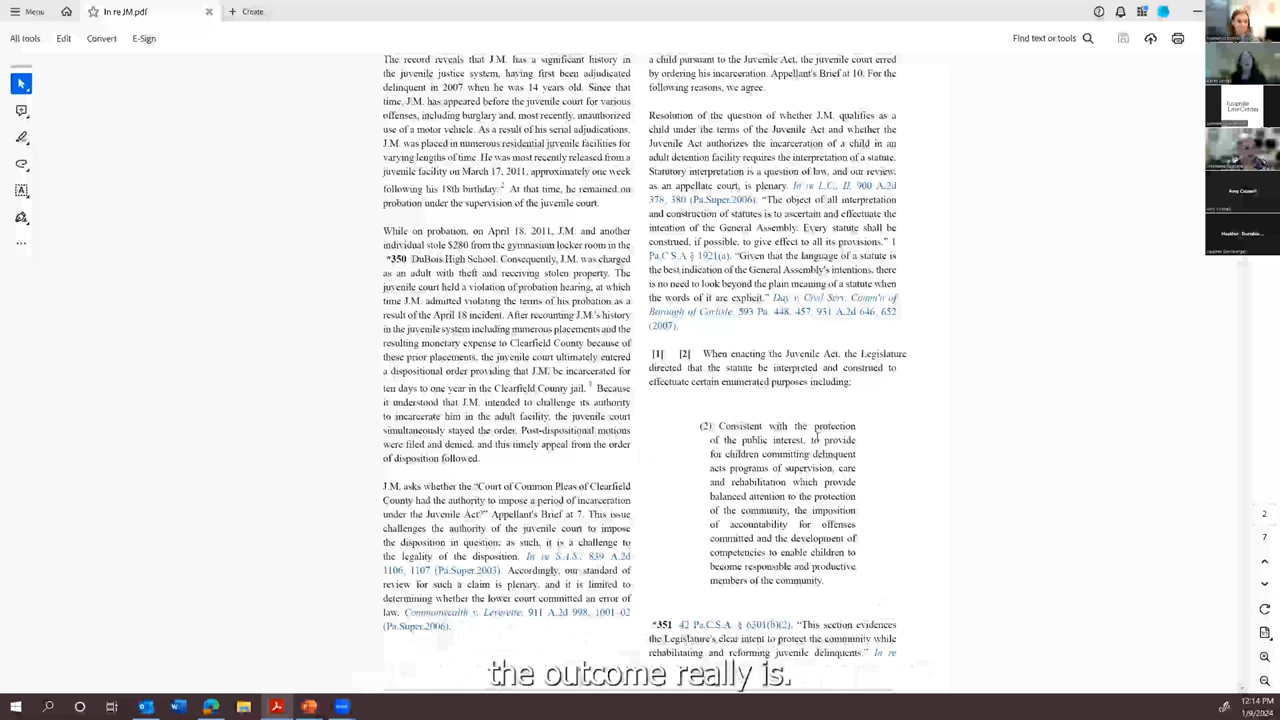 Menu
In re JM.pdf
Create
All tools
Edit
Convert
E-Sign
Find text or tools
The record reveals that J.M. has a significant history in
the juvenile justice system, having first been adjudicated
delinquent in 2007 when he was 14 years old. Since that
time, J.M. has appeared before the juvenile court for various
offenses, including burglary and, most recently, unauthorized
use of a motor vehicle. As a result of his serial adjudications,
J.M. was placed in numerous residential juvenile facilities for
varying lengths of time. He was most recently released from a
juvenile facility on March 17, 2011, approximately one week
following his 18th birthday. 2 At that time, he remained on
probation under the supervision of the juvenile court.
While on probation, on April 18, 2011, J.M. and another
individual stole $280 from the gymnasium locker room in the
*350 DuBois High School. Consequently, J.M. was charged
as an adult with theft and receiving stolen property. The
juvenile court held a violation of probation hearing, at which
time J.M. admitted violating the terms of his probation as a
result of the April 18 incident. After recounting J.M.'s history
in the juvenile system including numerous placements and the
resulting monetary expense to Clearfield County because of
these prior placements, the juvenile court ultimately entered
a dispositional order providing that J.M. be incarcerated for
ten days to one year in the Clearfield County jail. Because
it understood that J.M. intended to challenge its authority
to incarcerate him in the adult facility, the juvenile court
simultaneously stayed the order. Post-dispositional motions
were filed and denied, and this timely appeal from the order
of disposition followed.
J.M. asks whether the "Court of Common Pleas of Clearfield
County had the authority to impose a period of incarceration
under the Juvenile Act?" Appellant's Brief at 7. This issue
challenges the authority of the juvenile court to impose
the disposition in question; as such, it is a challenge to
the legality of the disposition. In re S.A.S., 839 A.2d
1106, 1107 (Pa.Super.2003). Accordingly, our standard of
review for such a claim is plenary, and it is limited to
determining whether the lower court committed an error of
law. Commonwealth v. Leverette, 911 A.2d 998, 1001–02
(Pa.Super.2006).
a child pursuant to the Juvenile Act, the juvenile court erred
by ordering his incarceration. Appellant's Brief at 10. For the
following reasons, we agree.
Resolution of the question of whether J.M. qualifies as a
child under the terms of the Juvenile Act and whether the
Juvenile Act authorizes the incarceration of a child in an
adult detention facility requires the interpretation of a statute.
Statutory interpretation is a question of law, and our review,
as an appellate court, is plenary. In re L.C., II, 900 A.2d
378, 380 (Pa.Super.2006). "The object of all interpretation
and construction of statutes is to ascertain and effectuate the
intention of the General Assembly. Every statute shall be
construed, if possible, to give effect to all its provisions." 1
Pa.C.S.A § 1921(a). "Given that the language of a statute is
the best indication of the General Assembly's intentions, there
is no need to look beyond the plain meaning of a statute when
the words of it are explicit." Day v. Civil Serv. Comm'n of
Borough of Carlisle, 593 Pa. 448, 457, 931 A.2d 646, 652
(2007).
[1] [2] When enacting the Juvenile Act, the Legislature
directed that the statute be interpreted and construed to
effectuate certain enumerated purposes including:
(2) Consistent with the protection
of the public interest, to provide
for children committing delinquent
acts programs of supervision, care
and rehabilitation which provide
balanced attention to the protection
of the community, the imposition
of accountability for offenses
committed and the development of
competencies to enable children to
become responsible and productive
members of the community.
*351 42 Pa.C.S.A § 6301(b)(2). "This section evidences
the Legislature's clear intent to protect the community while
rehabilitating and reforming juvenile delinquents." In re
the outcome really is.
Juvenile
LawCenter
Amy Cassell
Heather Dornbie...
2
7
12:14 PM
1/9/2024